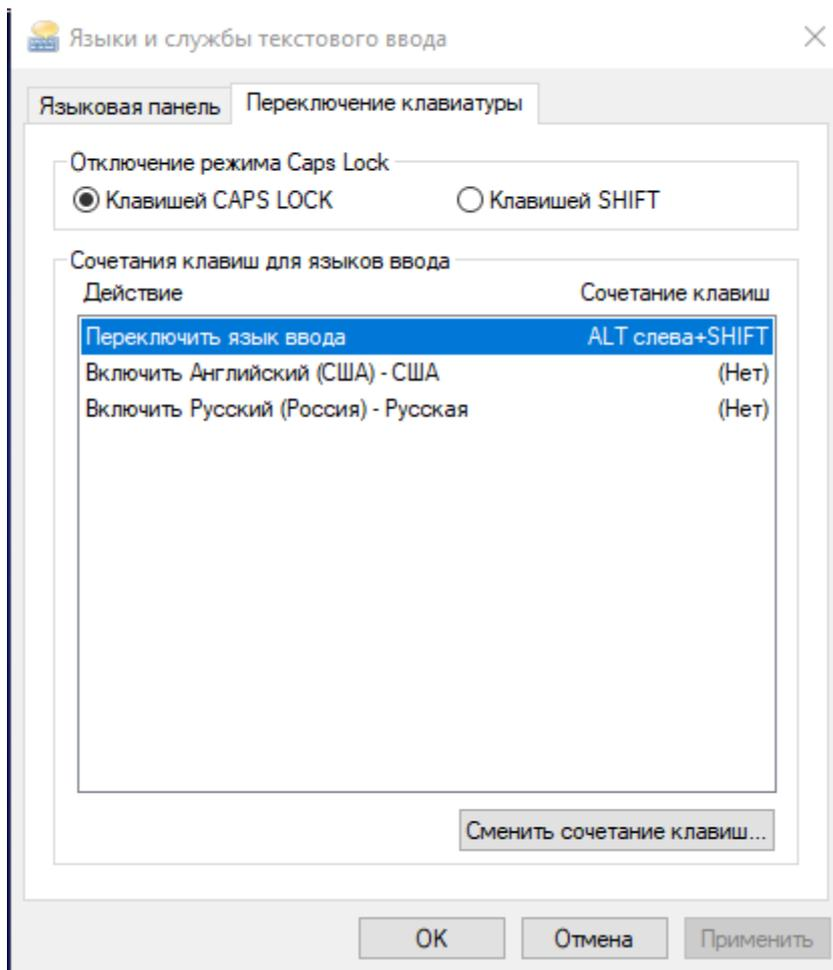 Языки и службы текстового ввода
Языковая панель Переключение клавиатуры
Отключение режима Caps Lock
Клавишей CAPS LOCK Клавишей SHIFT
Сочетания клавиш для языков ввода
Действие Сочетание клавиш
Переключить язык ввода ALT слева+SHIFT
Включить Английский (США) - США (Нет)
Включить Русский (Россия) - Русская (Нет)
Сменить сочетание клавиш...
OK Отмена Применить